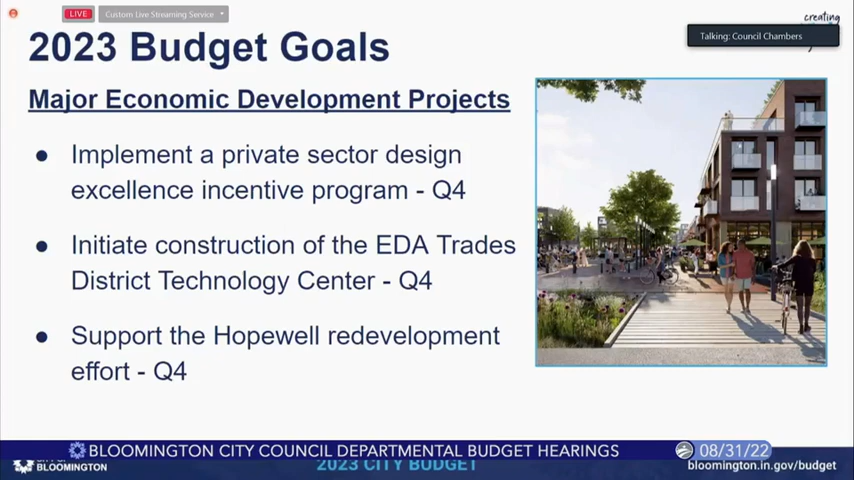 LIVE
Custom Live Streaming Service
creating
Talking: Council Chambers
2023 Budget Goals
Major Economic Development Projects
● Implement a private sector design
excellence incentive program - Q4
● Initiate construction of the EDA Trades
District Technology Center - Q4
● Support the Hopewell redevelopment
effort - Q4
BLOOMINGTON CITY COUNCIL DEPARTMENTAL BUDGET HEARINGS
08/31/22
BLOOMINGTON
2023 CITY BUDGET
bloomington.in.gov/budget